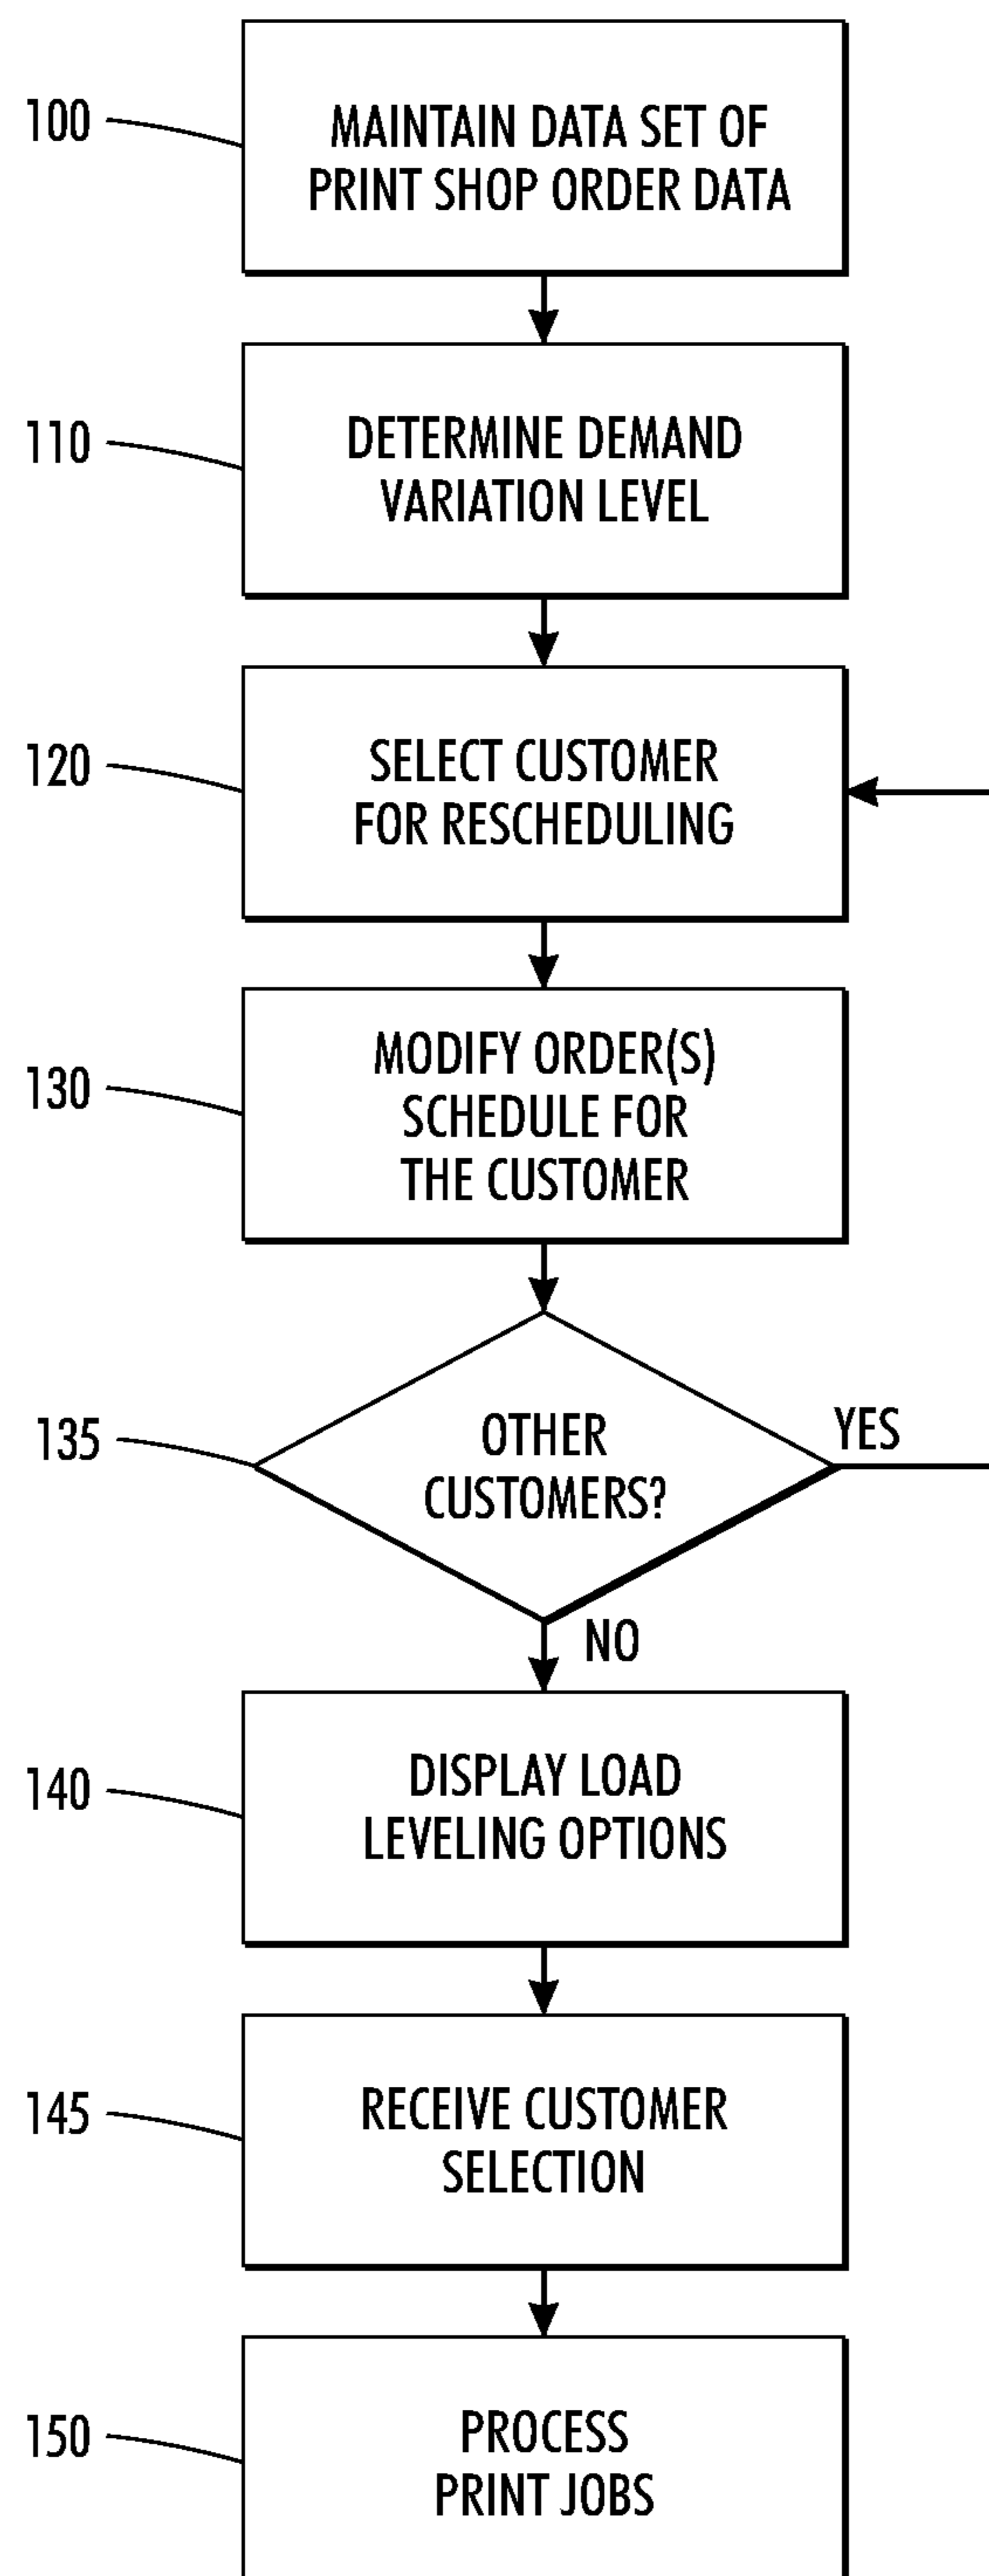 100
MAINTAIN DATA SET OF
PRINT SHOP ORDER DATA
110
DETERMINE DEMAND
VARIATION LEVEL
120
SELECT CUSTOMER
FOR RESCHEDULING
130
MODIFY ORDER(S)
SCHEDULE FOR
THE CUSTOMER
135
OTHER
CUSTOMERS?
YES
NO
140
DISPLAY LOAD
LEVELING OPTIONS
145
RECEIVE CUSTOMER
SELECTION
150
PROCESS
PRINT JOBS